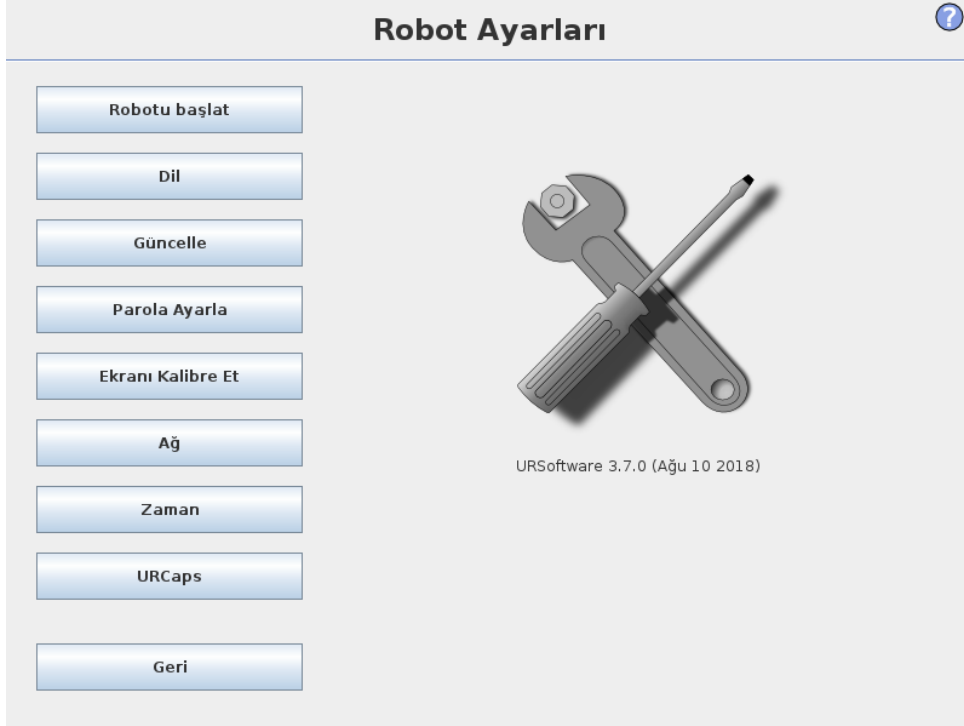 Robot Ayarları
?
Robotu başlat
Dil
Güncelle
Parola Ayarla
Ekranı Kalibre Et
Ağ
Zaman
URCaps
Geri
URSoftware 3.7.0 (Ağu 10 2018)